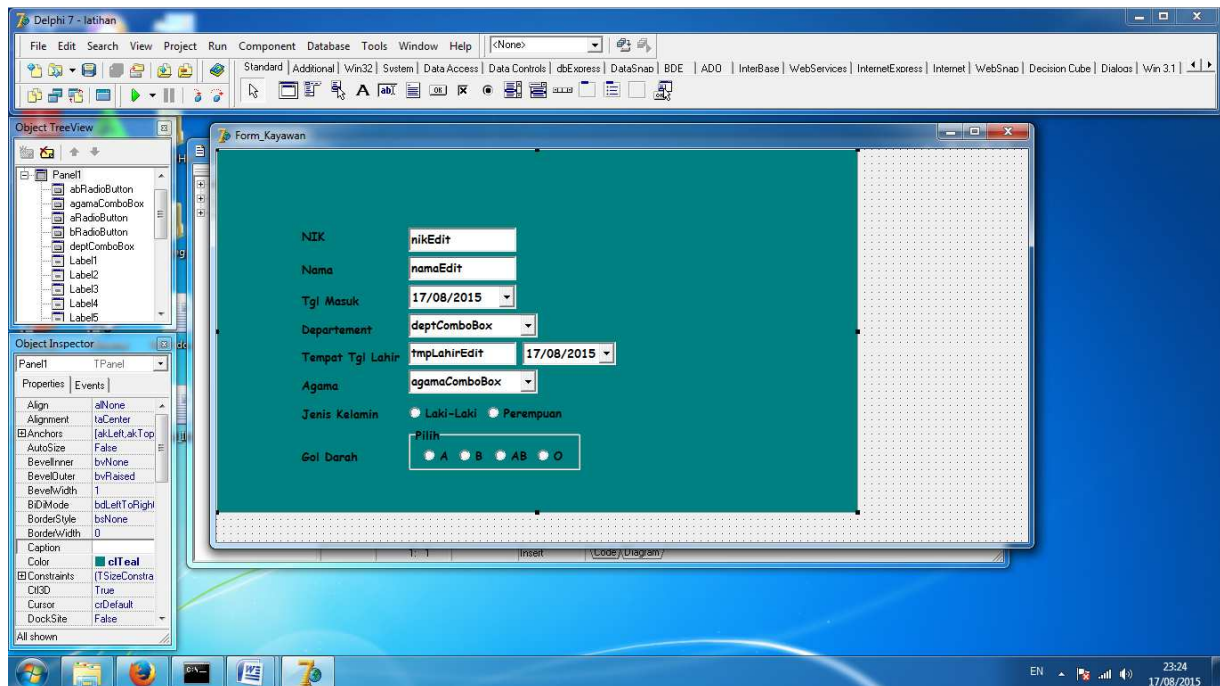 Delphi 7 - latihan
File Edit Search View Project Run Component Database Tools Window Help <None>
Standard Additional Win32 System Data Access Data Controls dbExpress DataSnap BDE ADO InterBase WebServices InternetExpress Internet WebSnap Decision Cube Dialogs Win 3.1
Object TreeView
Panel1
abRadioButton
agamaComboBox
aRadioButton
bRadioButton
deptComboBox
Label1
Label2
Label3
Label4
Label5
Object Inspector
Panel1 TPanel
Properties Events
Align alNone
Alignment taCenter
Anchors [akLeft,akTop
AutoSize False
BevelInner bvNone
BevelOuter bvRaised
BevelWidth 1
BiDiMode bdLeftToRigh
BorderStyle bsNone
BorderWidth 0
Caption
Color clTeal
Constraints (TSizeConstra
Ctl3D True
Cursor crDefault
DockSite False
All shown
Form_Kayawan
NIK nikEdit
Nama namaEdit
Tgl Masuk 17/08/2015
Departement deptComboBox
Tempat Tgl Lahir tmpLahirEdit 17/08/2015
Agama agamaComboBox
Jenis Kelamin Laki-Laki Perempuan
Pilih
Gol Darah A B AB O
1: 1 Insert Code Diagram
EN 23:24
17/08/2015